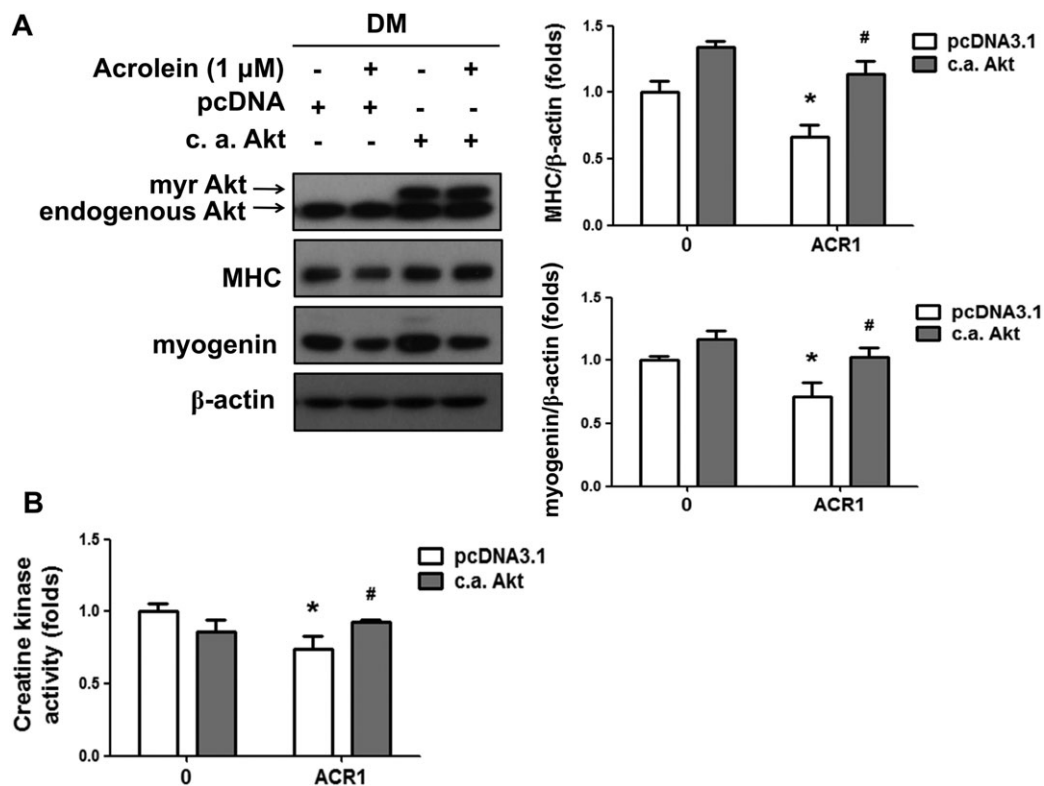 A
DM
Acrolein (1 µM) - + - +
pcDNA + + - -
c. a. Akt - - + +
myr Akt
endogenous Akt
MHC
myogenin
β-actin
MHC/β-actin (folds)
1.5
1.0
0.5
0.0
*
#
0 ACR1
pcDNA3.1
c.a. Akt
myogenin/β-actin (folds)
1.5
1.0
0.5
0.0
*
#
0 ACR1
pcDNA3.1
c.a. Akt
B
Creatine kinase
activity (folds)
1.5
1.0
0.5
0.0
*
#
0 ACR1
pcDNA3.1
c.a. Akt